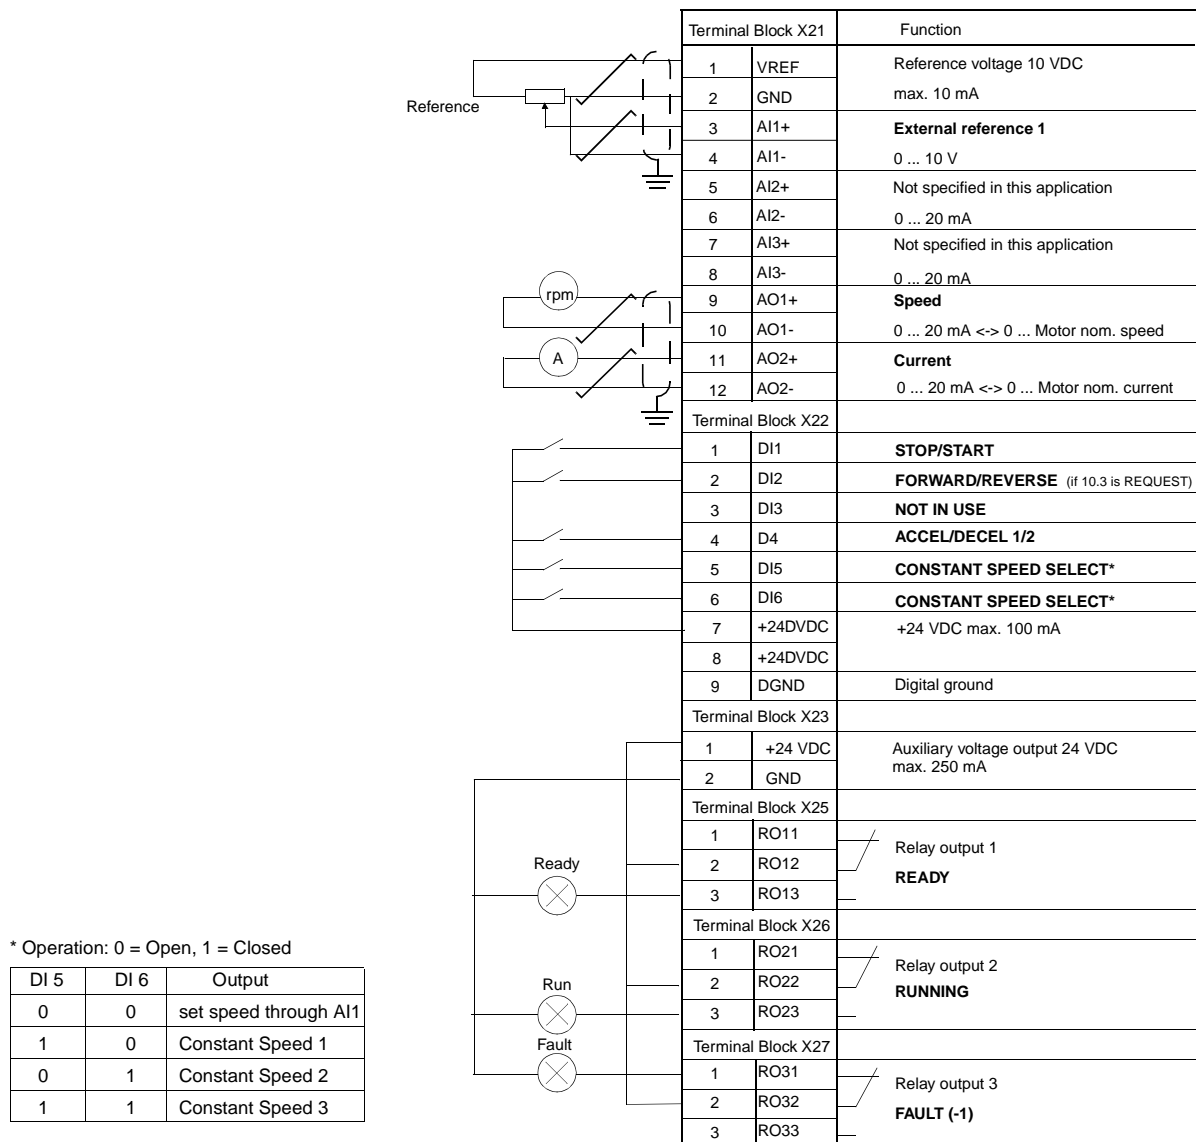 Terminal Block X21 Function
1 VREF Reference voltage 10 VDC
2 GND max. 10 mA
Reference
3 AI1+ External reference 1
4 AI1- 0 ... 10 V
5 AI2+ Not specified in this application
6 AI2- 0 ... 20 mA
7 AI3+ Not specified in this application
8 AI3- 0 ... 20 mA
rpm
9 AO1+ Speed
10 AO1- 0 ... 20 mA <-> 0 ... Motor nom. speed
A
11 AO2+ Current
12 AO2- 0 ... 20 mA <-> 0 ... Motor nom. current
Terminal Block X22
1 DI1 STOP/START
2 DI2 FORWARD/REVERSE (if 10.3 is REQUEST)
3 DI3 NOT IN USE
4 D4 ACCEL/DECEL 1/2
5 DI5 CONSTANT SPEED SELECT*
6 DI6 CONSTANT SPEED SELECT*
7 +24DVDC +24 VDC max. 100 mA
8 +24DVDC
9 DGND Digital ground
Terminal Block X23
1 +24 VDC Auxiliary voltage output 24 VDC
2 GND max. 250 mA
Terminal Block X25
1 RO11 Relay output 1
Ready
2 RO12 READY
3 RO13
Terminal Block X26
1 RO21 Relay output 2
Run
2 RO22 RUNNING
3 RO23
Fault
Terminal Block X27
1 RO31 Relay output 3
2 RO32 FAULT (-1)
3 RO33
* Operation: 0 = Open, 1 = Closed
DI 5 DI 6 Output
0 0 set speed through AI1
1 0 Constant Speed 1
0 1 Constant Speed 2
1 1 Constant Speed 3